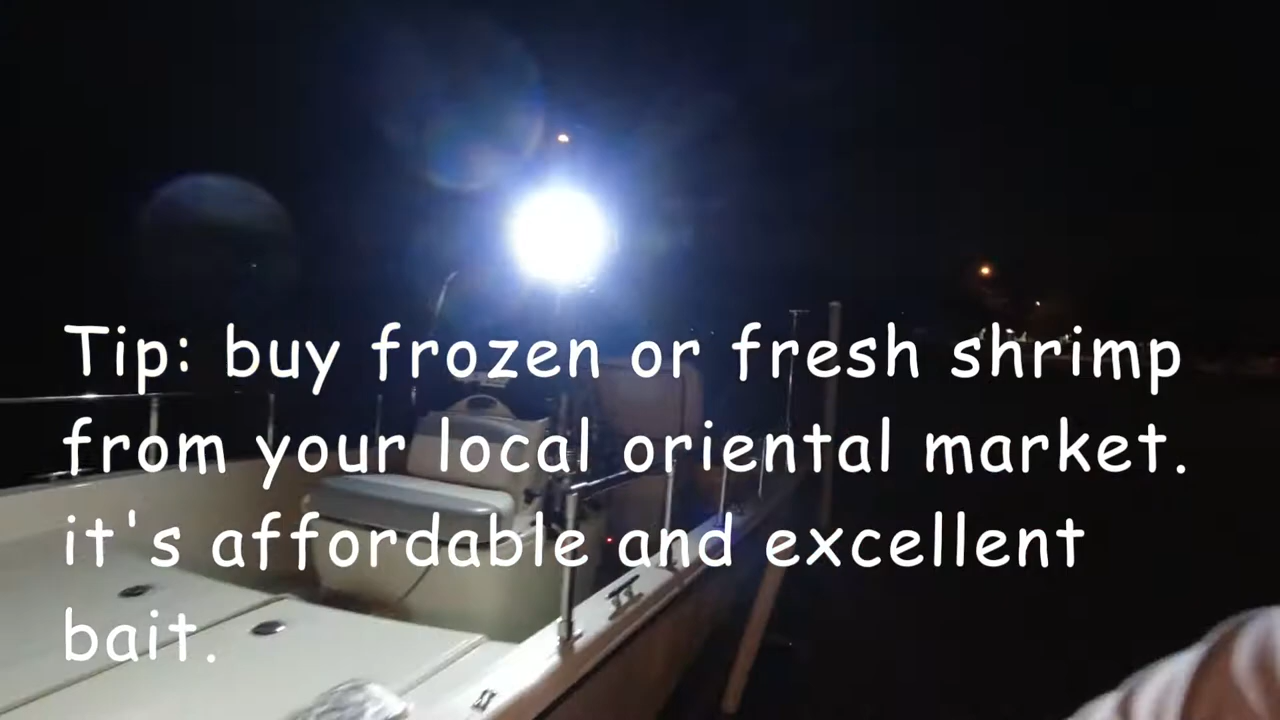 Tip: buy frozen or fresh shrimp
from your local oriental market.
it's affordable and excellent
bait.